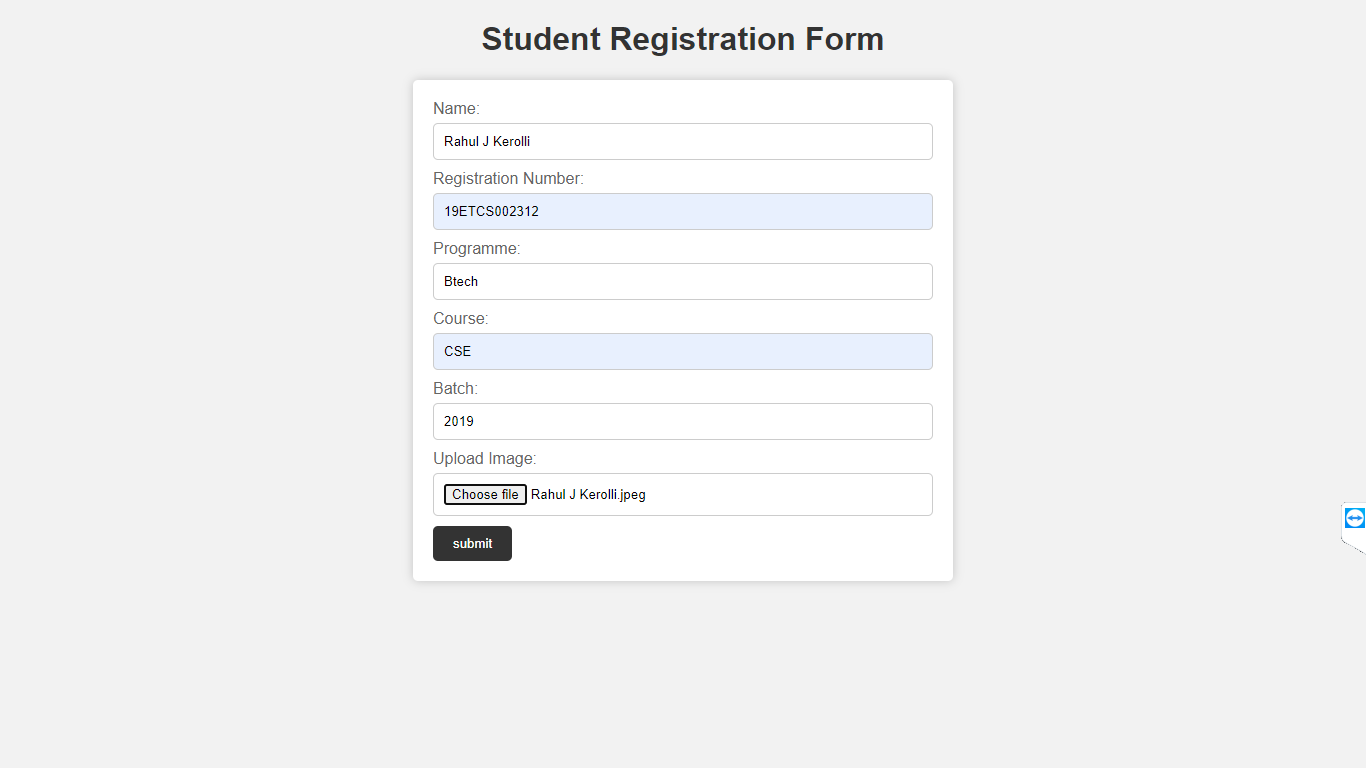 Student Registration Form
Name:
Rahul J Kerolli
Registration Number:
19ETCS002312
Programme:
Btech
Course:
CSE
Batch:
2019
Upload Image:
Choose file Rahul J Kerolli.jpeg
submit